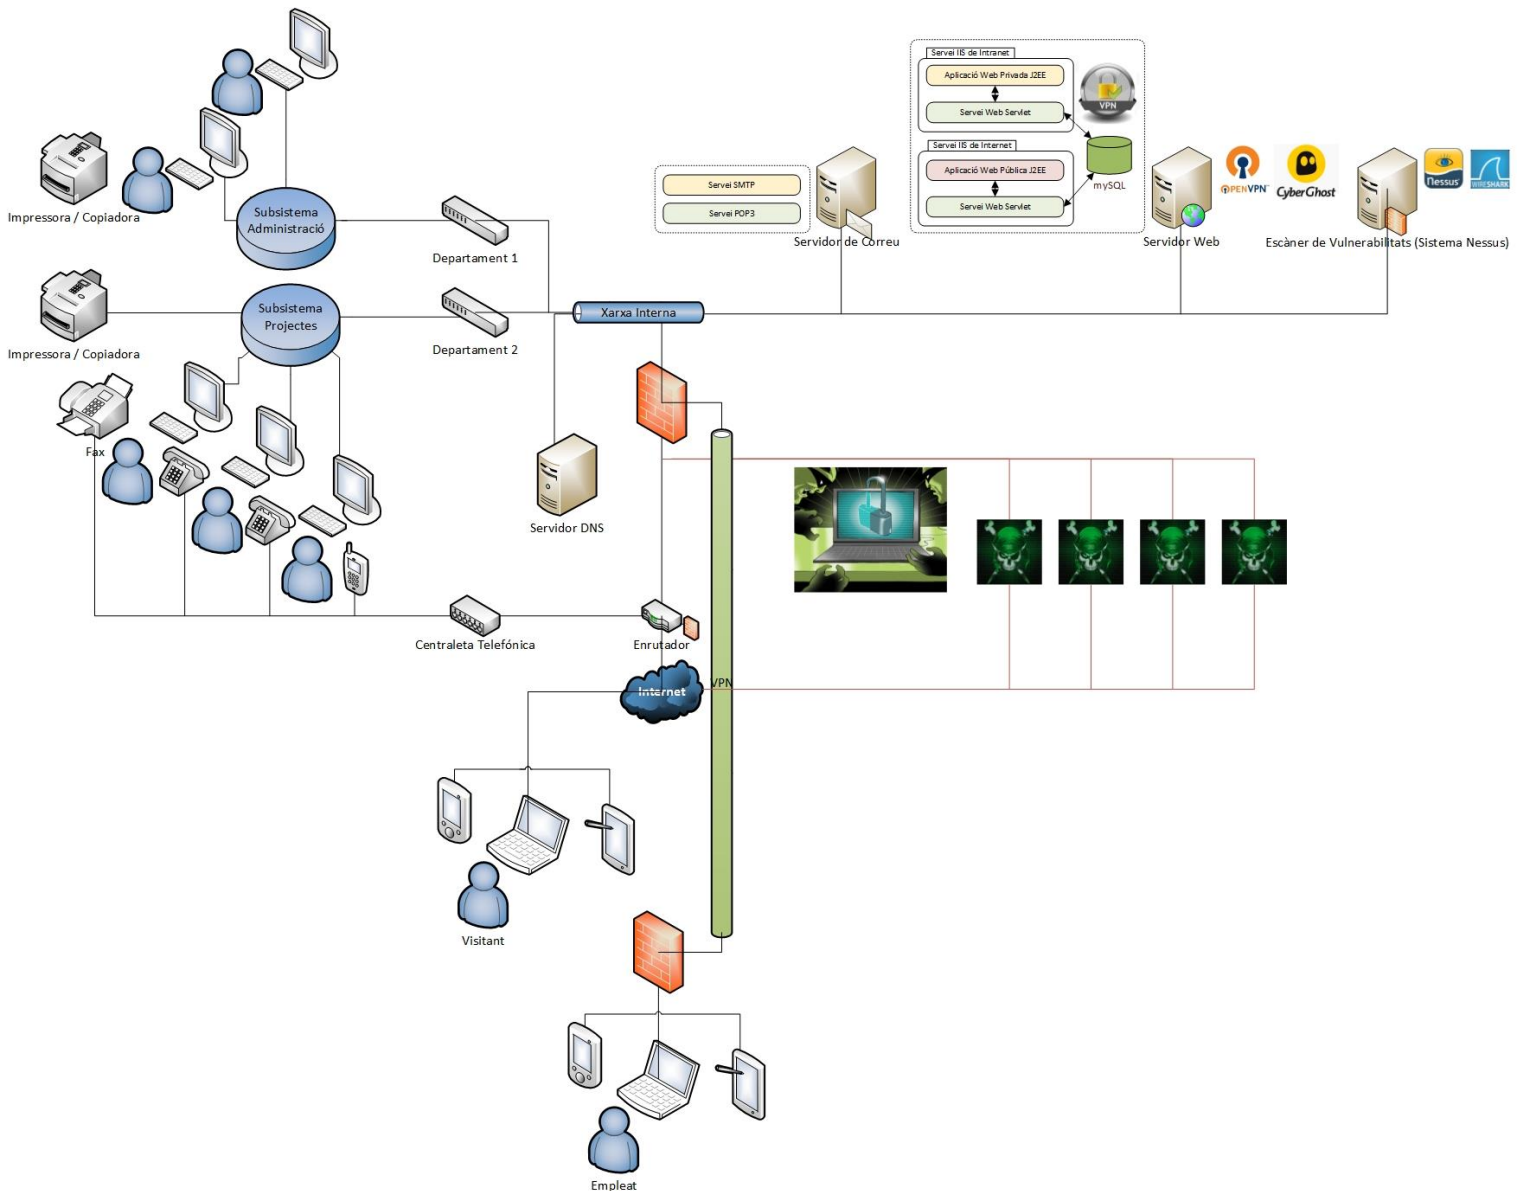 Servei IIS de Intranet
Aplicació Web Privada J2EE
Servei Web Servlet
VPN
Servei IIS de Internet
Aplicació Web Pública J2EE
Servei Web Servlet
mySQL
Servei SMTP
Servei POP3
Servidor de Correu
Servidor Web
OPENVPN™
CyberGhost
Nessus
WIRESHARK
Escàner de Vulnerabilitats (Sistema Nessus)
Impressora / Copiadora
Subsistema
Administració
Departament 1
Impressora / Copiadora
Subsistema
Projectes
Departament 2
Xarxa Interna
Fax
Servidor DNS
Centraleta Telefónica
Enrutador
Internet
VPN
Visitant
Empleat